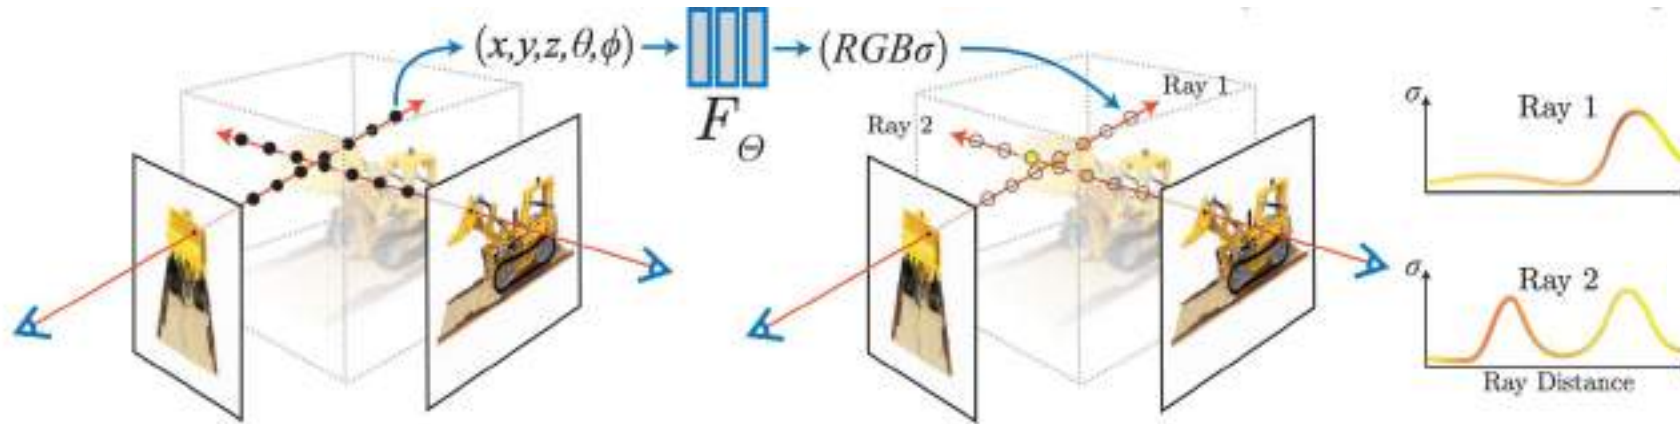 (x,y,z,θ,ϕ)
F_Θ
(RGBσ)
Ray 1
Ray 2
σ
Ray 1
σ
Ray 2
Ray Distance